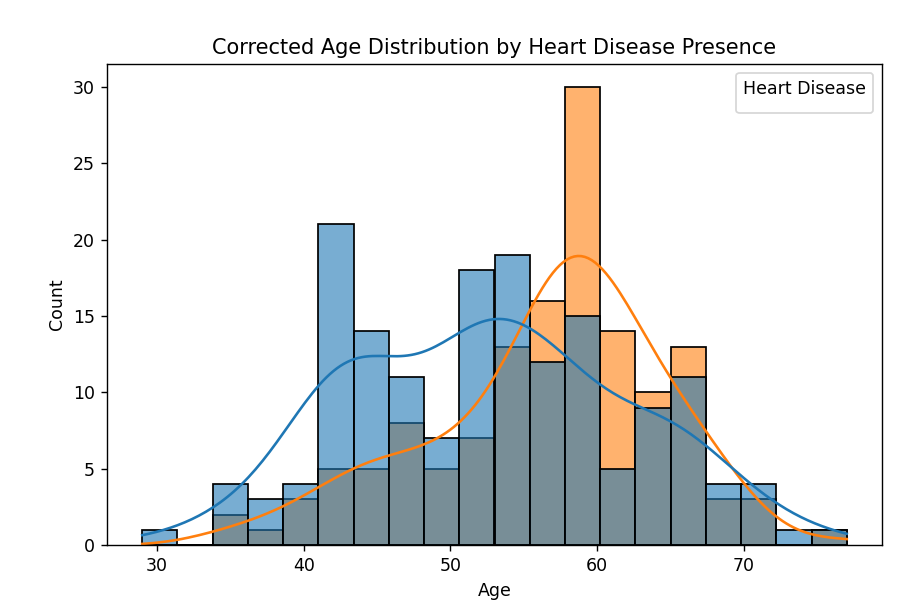 Corrected Age Distribution by Heart Disease Presence
Heart Disease
30
25
20
15
10
5
0
Count
30 40 50 60 70
Age